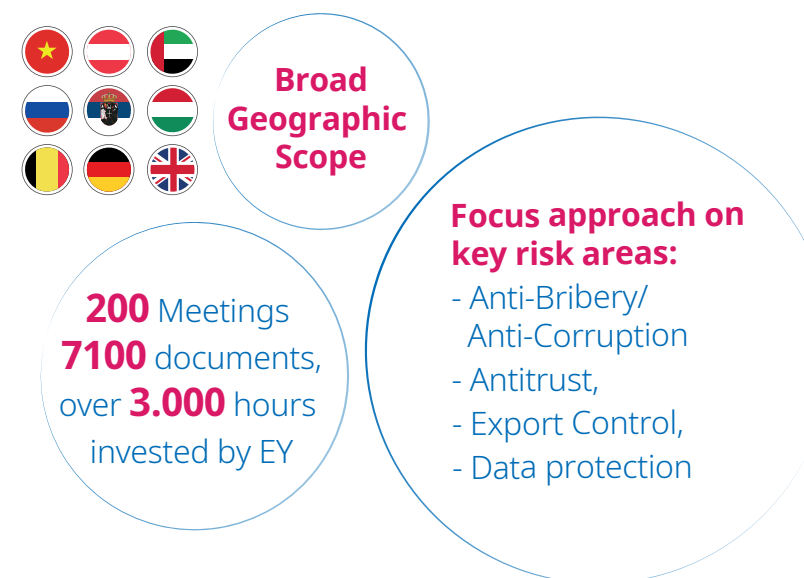 Broad
Geographic
Scope
200 Meetings
7100 documents,
over 3.000 hours
invested by EY
Focus approach on
key risk areas:
- Anti-Bribery/
Anti-Corruption
- Antitrust,
- Export Control,
- Data protection